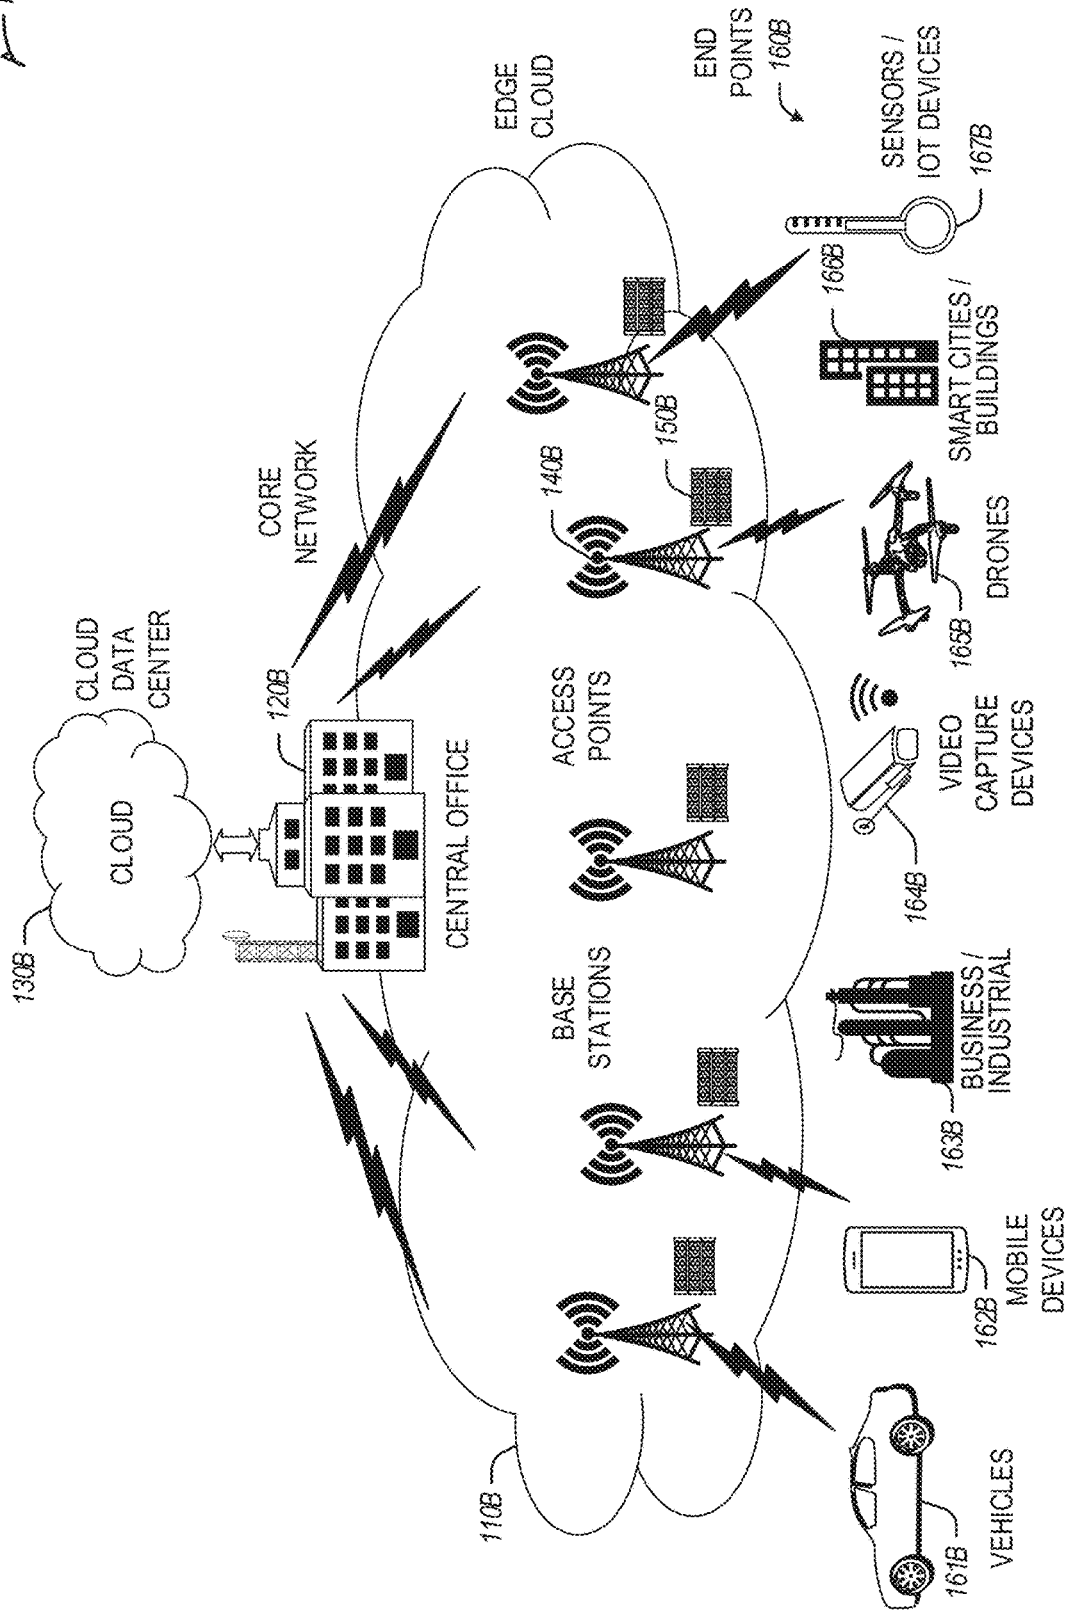 130B
CLOUD
CLOUD
DATA
CENTER
120B
CENTRAL OFFICE
CORE
NETWORK
EDGE
CLOUD
110B
BASE
STATIONS
ACCESS
POINTS
140B
150B
END
POINTS
160B
161B
VEHICLES
162B
MOBILE
DEVICES
163B
BUSINESS /
INDUSTRIAL
164B
VIDEO
CAPTURE
DEVICES
165B
DRONES
166B
SMART CITIES /
BUILDINGS
SENSORS /
IOT DEVICES
167B